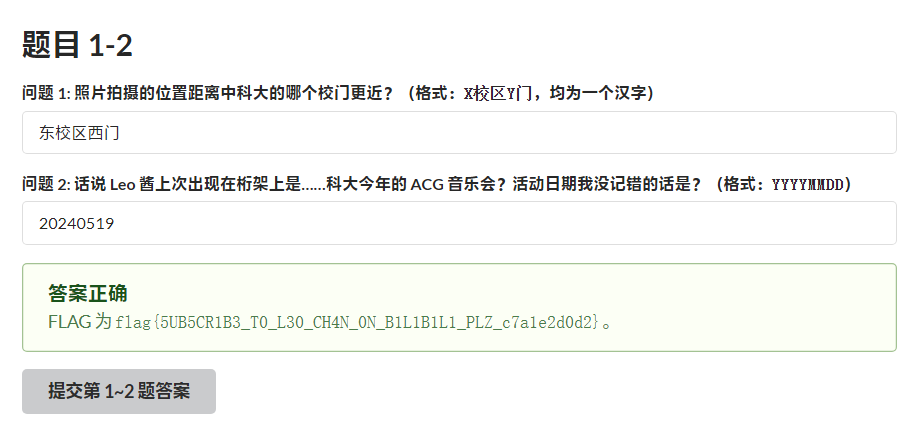 题目 1-2
问题 1: 照片拍摄的位置距离中科大的哪个校门更近？（格式：X校区Y门，均为一个汉字）
东校区西门
问题 2: 话说 Leo 酱上次出现在桁架上是……科大今年的 ACG 音乐会？活动日期我没记错的话是？（格式：YYYYMMDD）
20240519
答案正确
FLAG 为 flag{5UB5CR1B3_T0_L30_CH4N_0N_B1L1B1L1_PLZ_c7a1e2d0d2}。
提交第 1~2 题答案